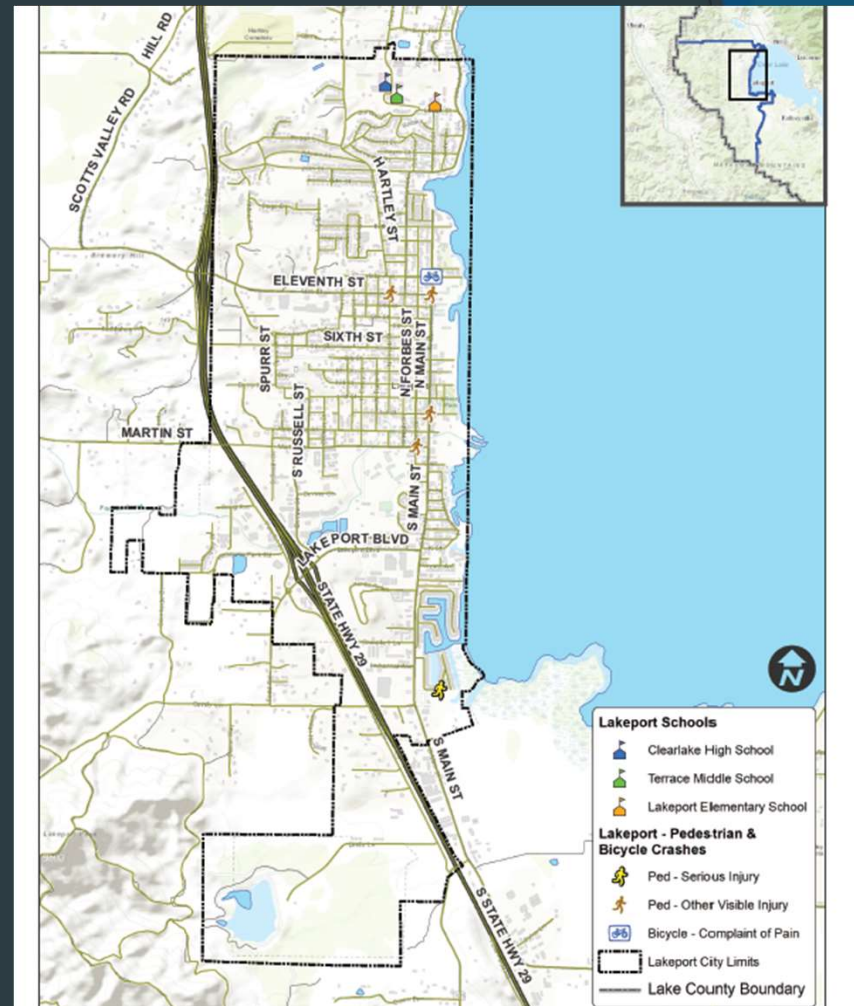 HILL RD
SCOTTS VALLEY RD
HARTLEY ST
ELEVENTH ST
SIXTH ST
SPURR ST
N FORBES ST
N MAIN ST
S RUSSELL ST
MARTIN ST
S MAIN ST
LAKEPORT BLVD
STATE HWY 29
S MAIN ST
S STATE HWY 29
N
Lakeport Schools
Clearlake High School
Terrace Middle School
Lakeport Elementary School
Lakeport - Pedestrian &
Bicycle Crashes
Ped - Serious Injury
Ped - Other Visible Injury
Bicycle - Complaint of Pain
Lakeport City Limits
Lake County Boundary